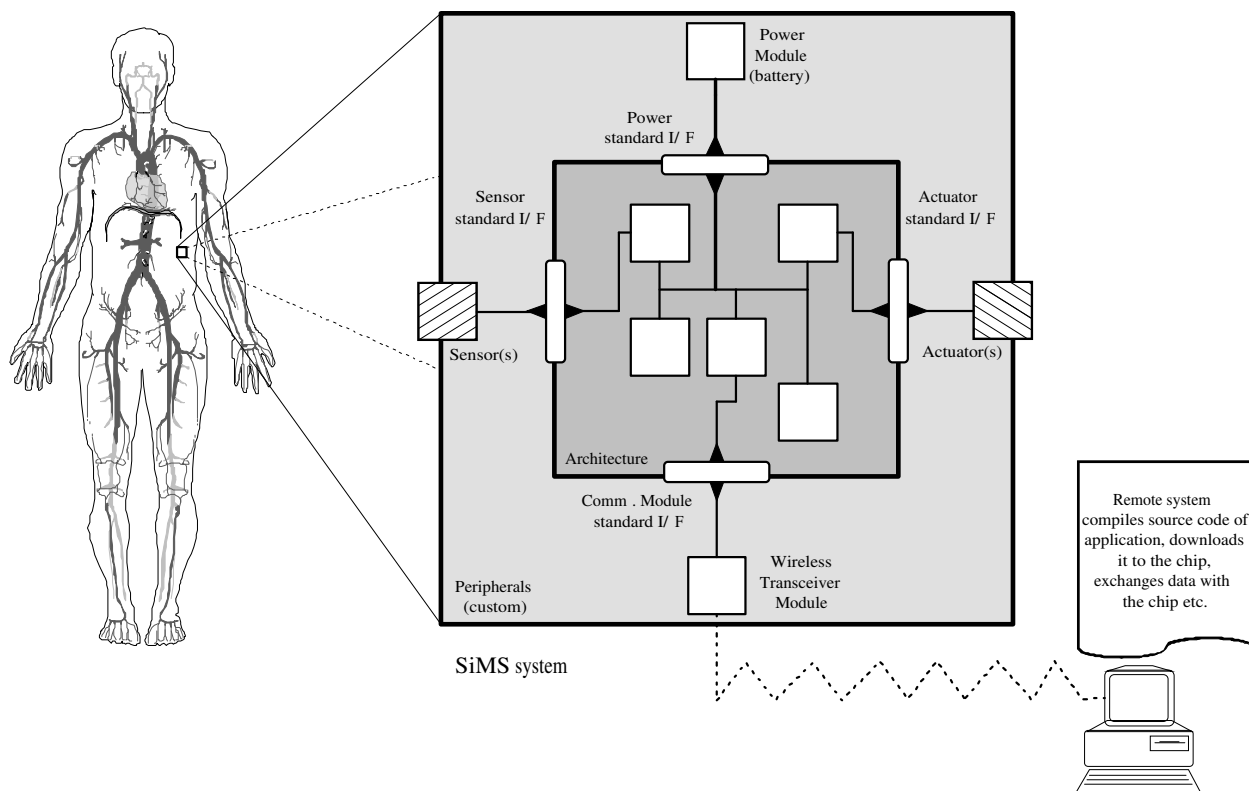 Power
Module
(battery)
Power
standard I/ F
Sensor
standard I/ F
Actuator
standard I/ F
Sensor(s)
Actuator(s)
Architecture
Comm . Module
standard I/ F
Wireless
Transceiver
Module
Peripherals
(custom)
SiMS system
Remote system
compiles source code of
application, downloads
it to the chip,
exchanges data with
the chip etc.